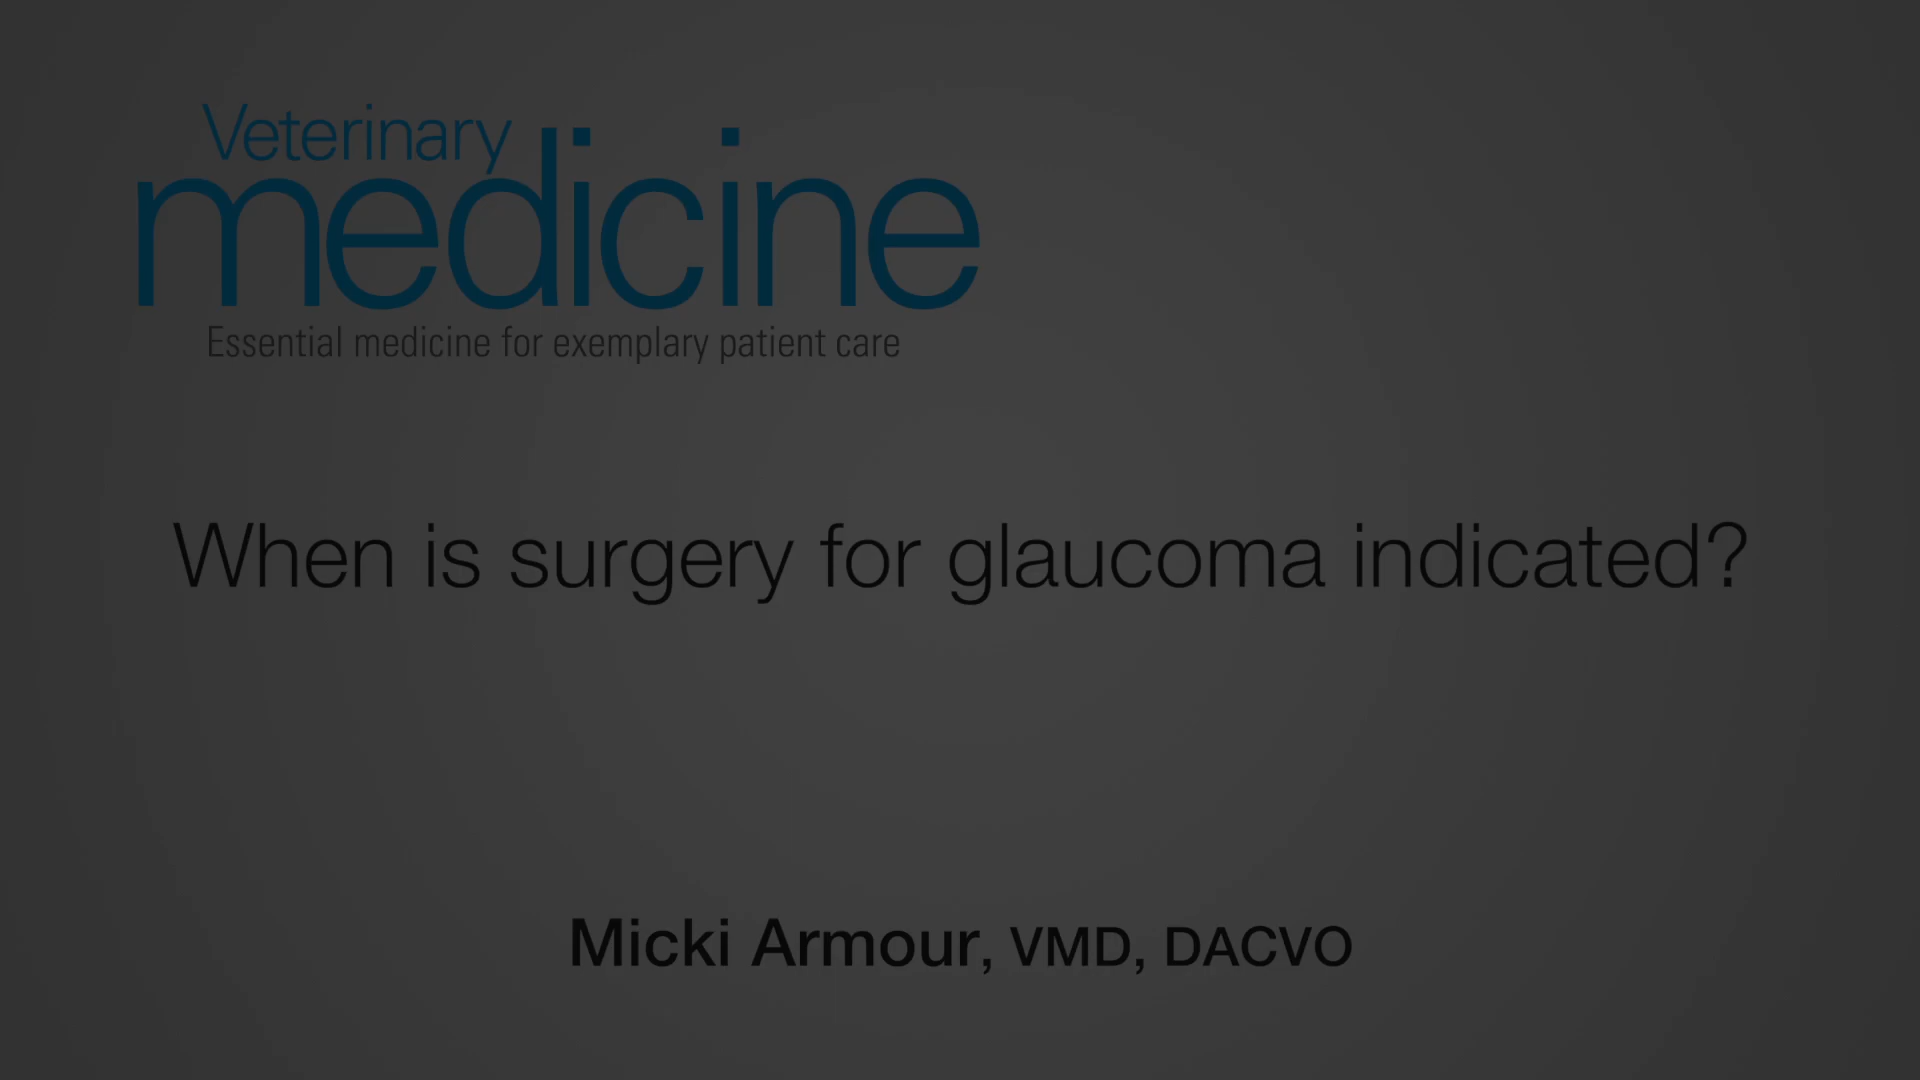 Veterinary
medicine
Essential medicine for exemplary patient care
When is surgery for glaucoma indicated?
Micki Armour, VMD, DACVO